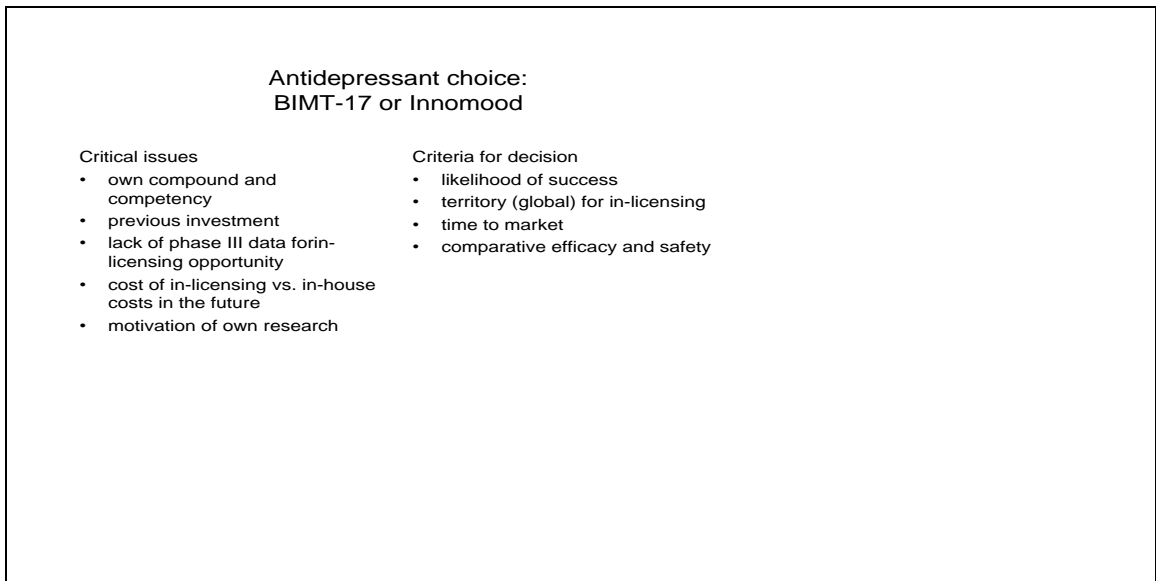 Antidepressant choice:
BIMT-17 or Innomood
Critical issues
• own compound and
competency
• previous investment
• lack of phase III data forin-
licensing opportunity
• cost of in-licensing vs. in-house
costs in the future
• motivation of own research
Criteria for decision
• likelihood of success
• territory (global) for in-licensing
• time to market
• comparative efficacy and safety